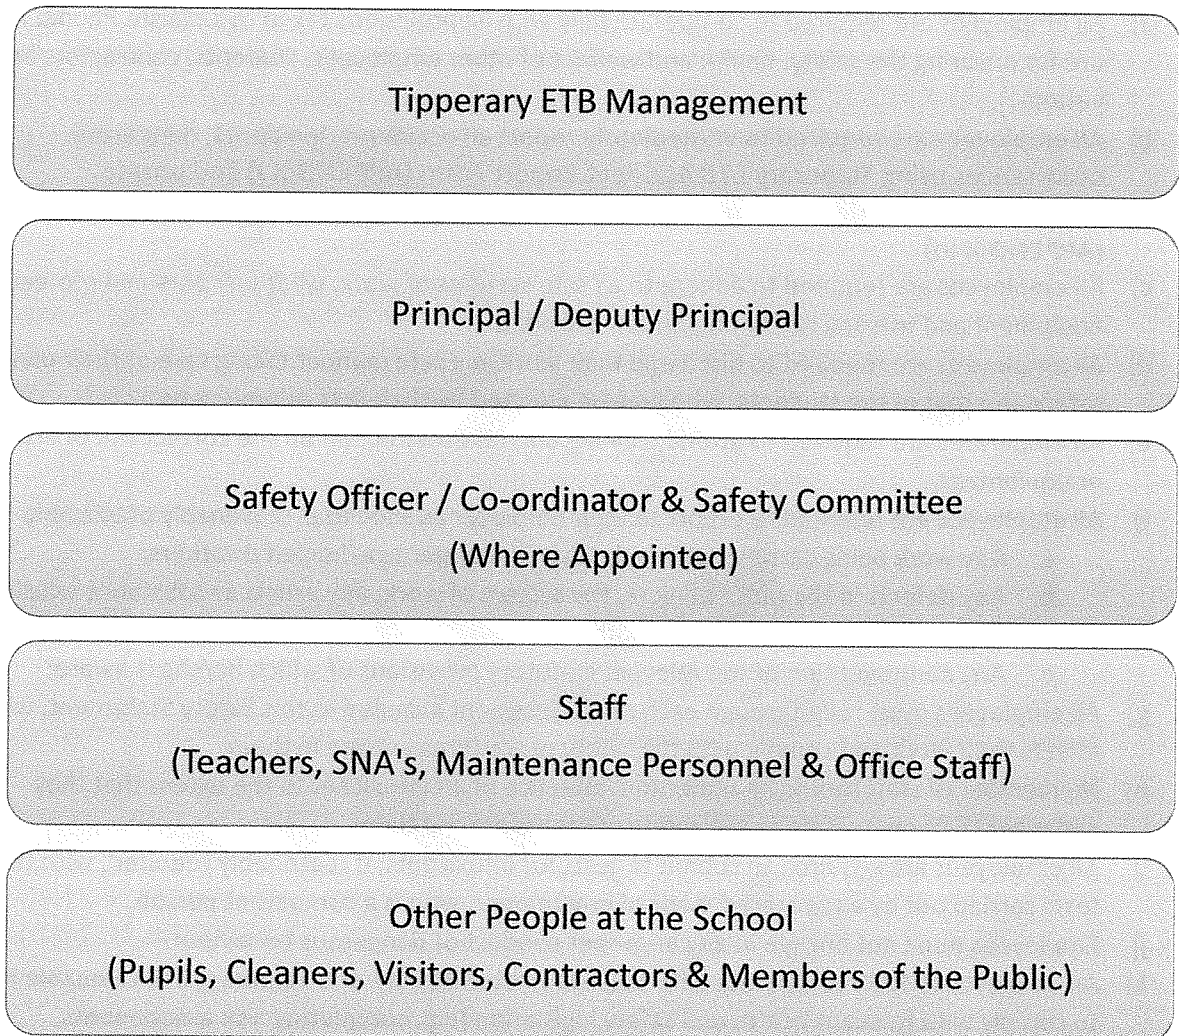 Tipperary ETB Management
Principal / Deputy Principal
Safety Officer / Co-ordinator & Safety Committee
(Where Appointed)
Staff
(Teachers, SNA's, Maintenance Personnel & Office Staff)
Other People at the School
(Pupils, Cleaners, Visitors, Contractors & Members of the Public)